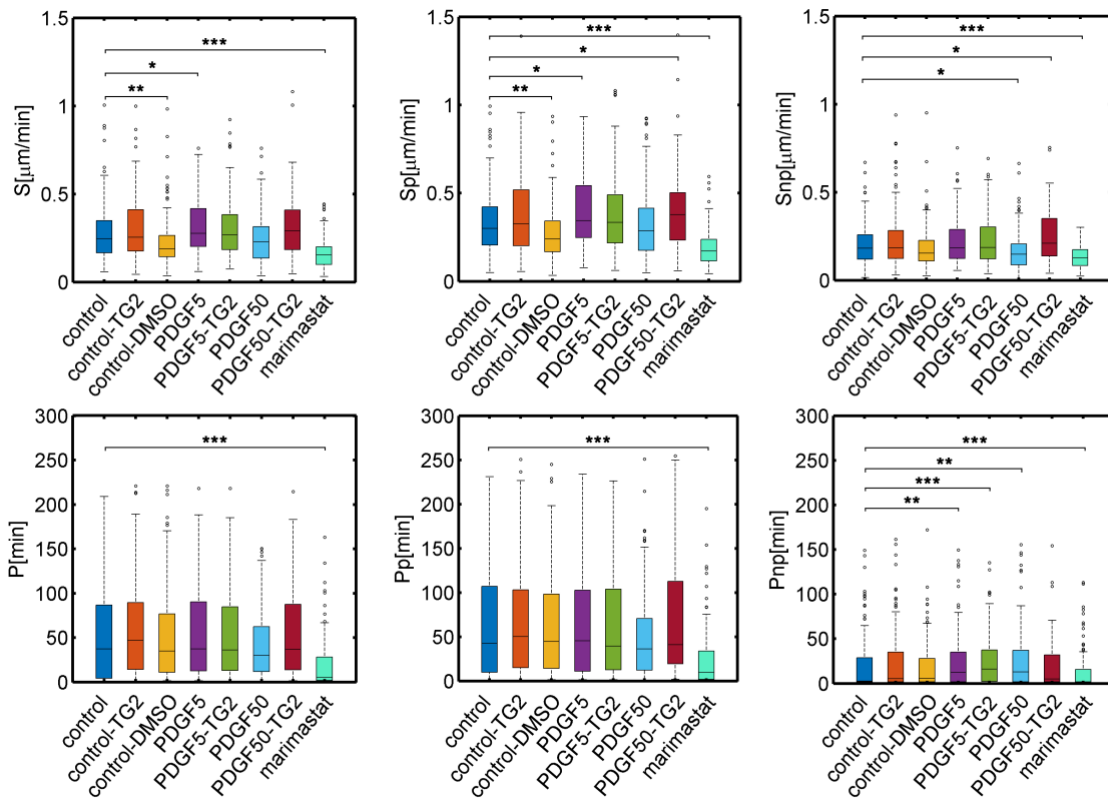 1.5
1
0.5
0
S[μm/min]
***
*
**
control
control-TG2
control-DMSO
PDGF5
PDGF5-TG2
PDGF50
PDGF50-TG2
marimastat
1.5
1
0.5
0
Sp[μm/min]
***
*
*
**
control
control-TG2
control-DMSO
PDGF5
PDGF5-TG2
PDGF50
PDGF50-TG2
marimastat
1.5
1
0.5
0
Snp[μm/min]
***
*
*
control
control-TG2
control-DMSO
PDGF5
PDGF5-TG2
PDGF50
PDGF50-TG2
marimastat
300
250
200
150
100
50
0
P[min]
***
control
control-TG2
control-DMSO
PDGF5
PDGF5-TG2
PDGF50
PDGF50-TG2
marimastat
300
250
200
150
100
50
0
Pp[min]
***
control
control-TG2
control-DMSO
PDGF5
PDGF5-TG2
PDGF50
PDGF50-TG2
marimastat
300
250
200
150
100
50
0
Pnp[min]
***
**
***
**
control
control-TG2
control-DMSO
PDGF5
PDGF5-TG2
PDGF50
PDGF50-TG2
marimastat